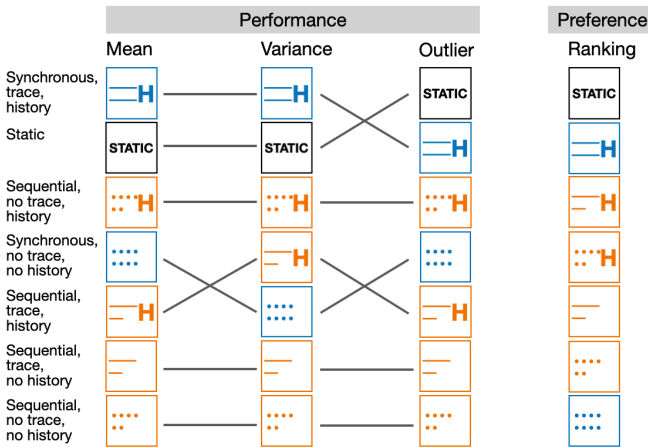 Performance
Preference
Mean
Variance
Outlier
Ranking
Synchronous,
trace,
history
H
H
STATIC
STATIC
Static
STATIC
STATIC
H
H
Sequential,
no trace,
history
H
H
H
H
Synchronous,
no trace,
no history
H
H
Sequential,
trace,
history
H
H
Sequential,
trace,
no history
Sequential,
no trace,
no history